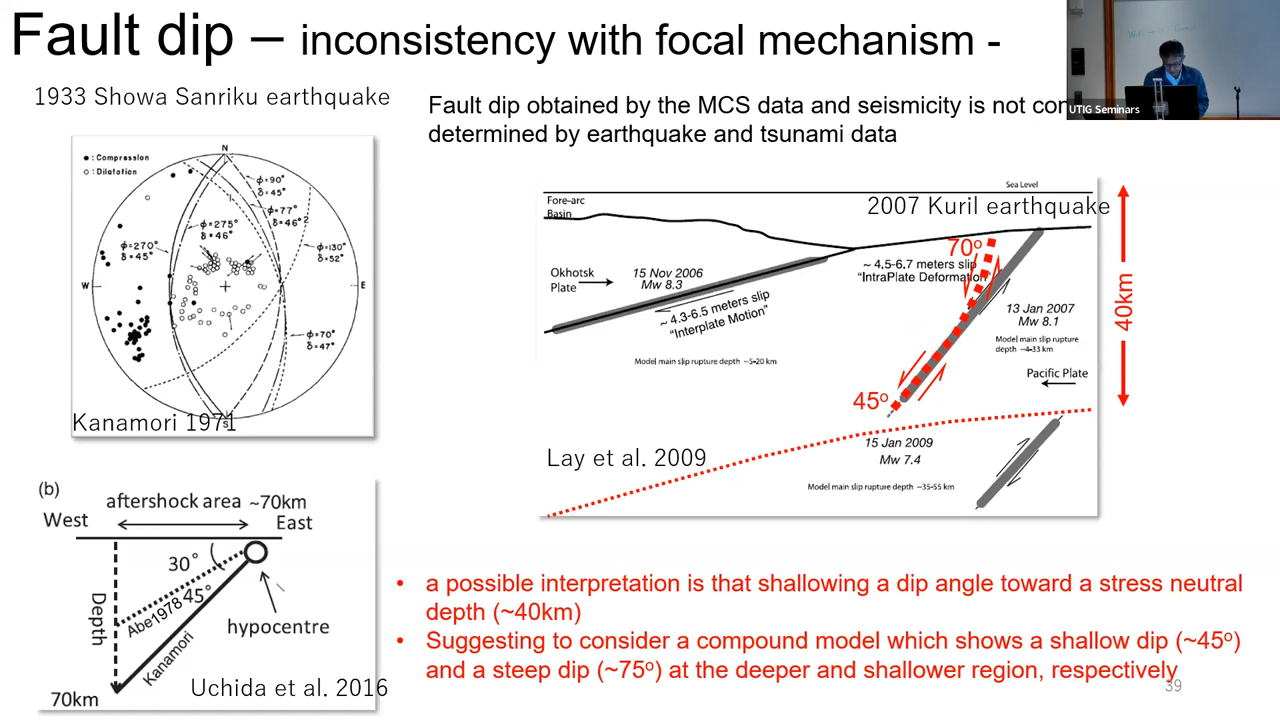 Fault dip – inconsistency with focal mechanism -
1933 Showa Sanriku earthquake
Fault dip obtained by the MCS data and seismicity is not
determined by earthquake and tsunami data
UTIG Seminars
N
●: Compression
○: Dilatation
ϕ=90°
δ=45°
ϕ=77°
δ=46°
ϕ=275°
δ=46°
ϕ=270°
δ=45°
ϕ=130°
δ=52°
W
E
ϕ=70°
δ=47°
S
Kanamori 1971
Sea Level
Fore-arc
Basin
2007 Kuril earthquake
70°
~ 4.5-6.7 meters slip
"IntraPlate Deformation"
Okhotsk
Plate
15 Nov 2006
Mw 8.3
~ 4.3-6.5 meters slip
"Interplate Motion"
13 Jan 2007
Mw 8.1
Model main slip rupture
depth ~4-33 km
Model main slip rupture depth ~5-20 km
Pacific Plate
45°
40km
15 Jan 2009
Mw 7.4
Lay et al. 2009
Model main slip rupture depth ~35-55 km
(b)
aftershock area ~70km
West
East
30°
45°
Depth
Abe1978
Kanamori
hypocentre
70km
Uchida et al. 2016
• a possible interpretation is that shallowing a dip angle toward a stress neutral
depth (~40km)
• Suggesting to consider a compound model which shows a shallow dip (~45°)
and a steep dip (~75°) at the deeper and shallower region, respectively
39